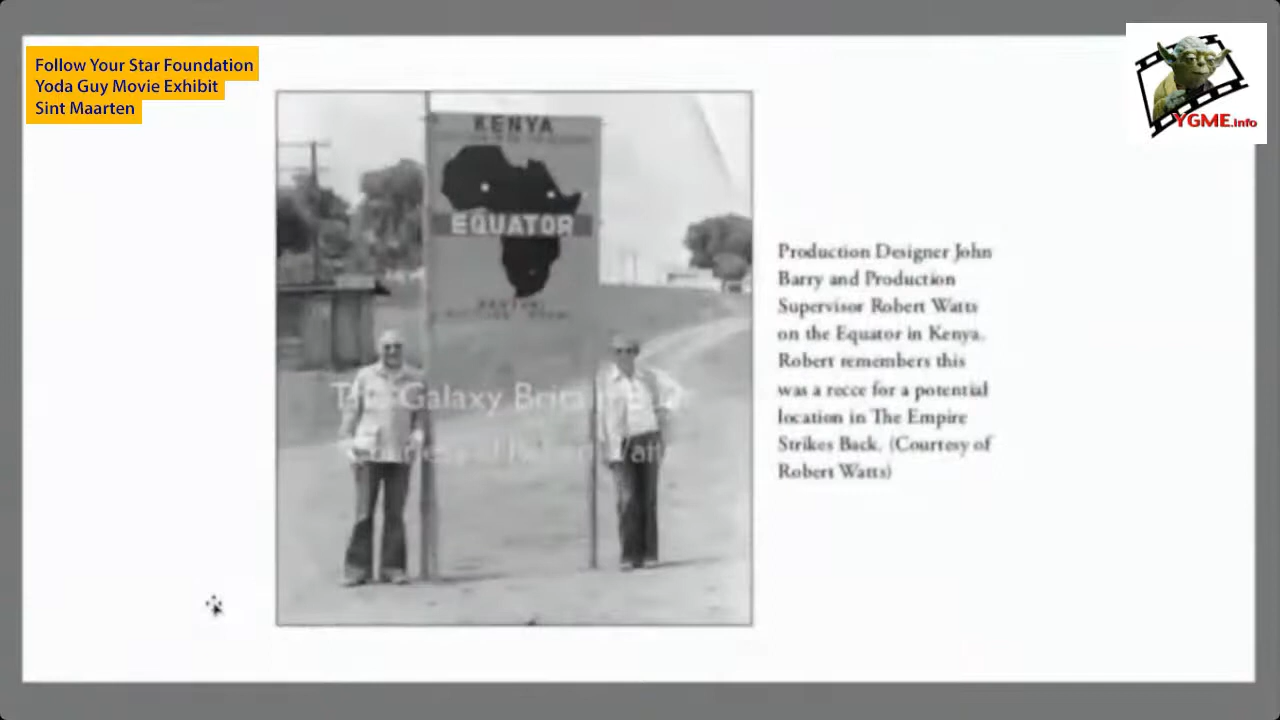 Follow Your Star Foundation
Yoda Guy Movie Exhibit
Sint Maarten
YGME.info
KENYA
EQUATOR
Galaxy
Production Designer John
Barry and Production
Supervisor Robert Watts
on the Equator in Kenya.
Robert remembers this
was a recce for a potential
location in The Empire
Strikes Back. (Courtesy of
Robert Watts)